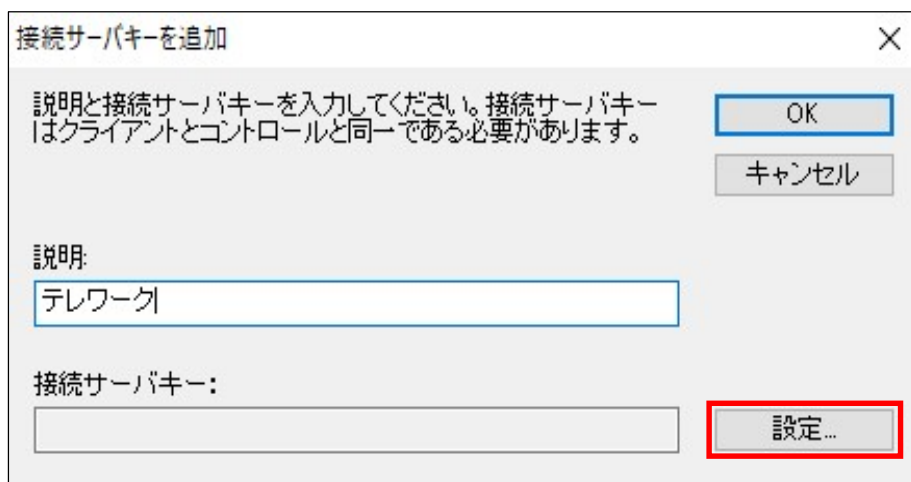 接続サーバキーを追加
説明と接続サーバキーを入力してください。接続サーバキー
はクライアントとコントロールと同一である必要があります。
OK
キャンセル
説明:
テレワーク
接続サーバキー:
設定...